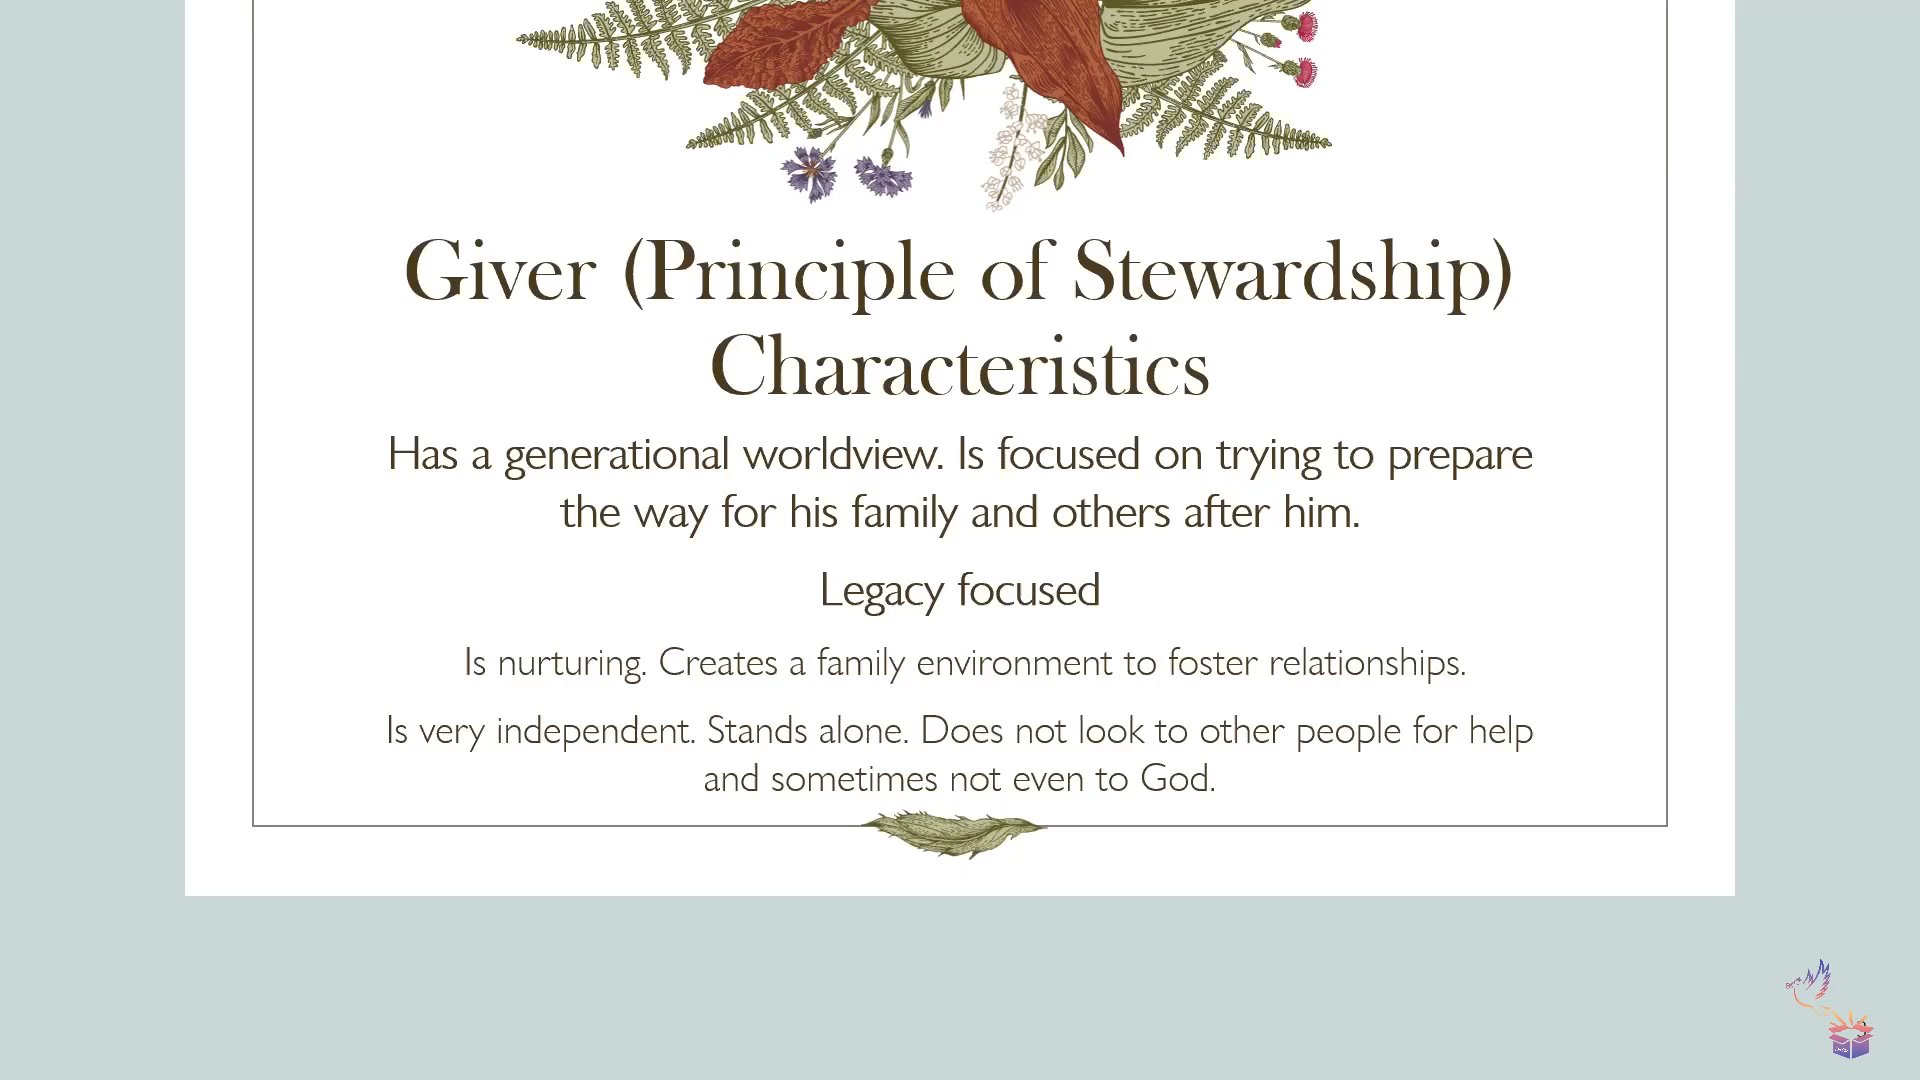 Giver (Principle of Stewardship)
Characteristics
Has a generational worldview. Is focused on trying to prepare
the way for his family and others after him.
Legacy focused
Is nurturing. Creates a family environment to foster relationships.
Is very independent. Stands alone. Does not look to other people for help
and sometimes not even to God.